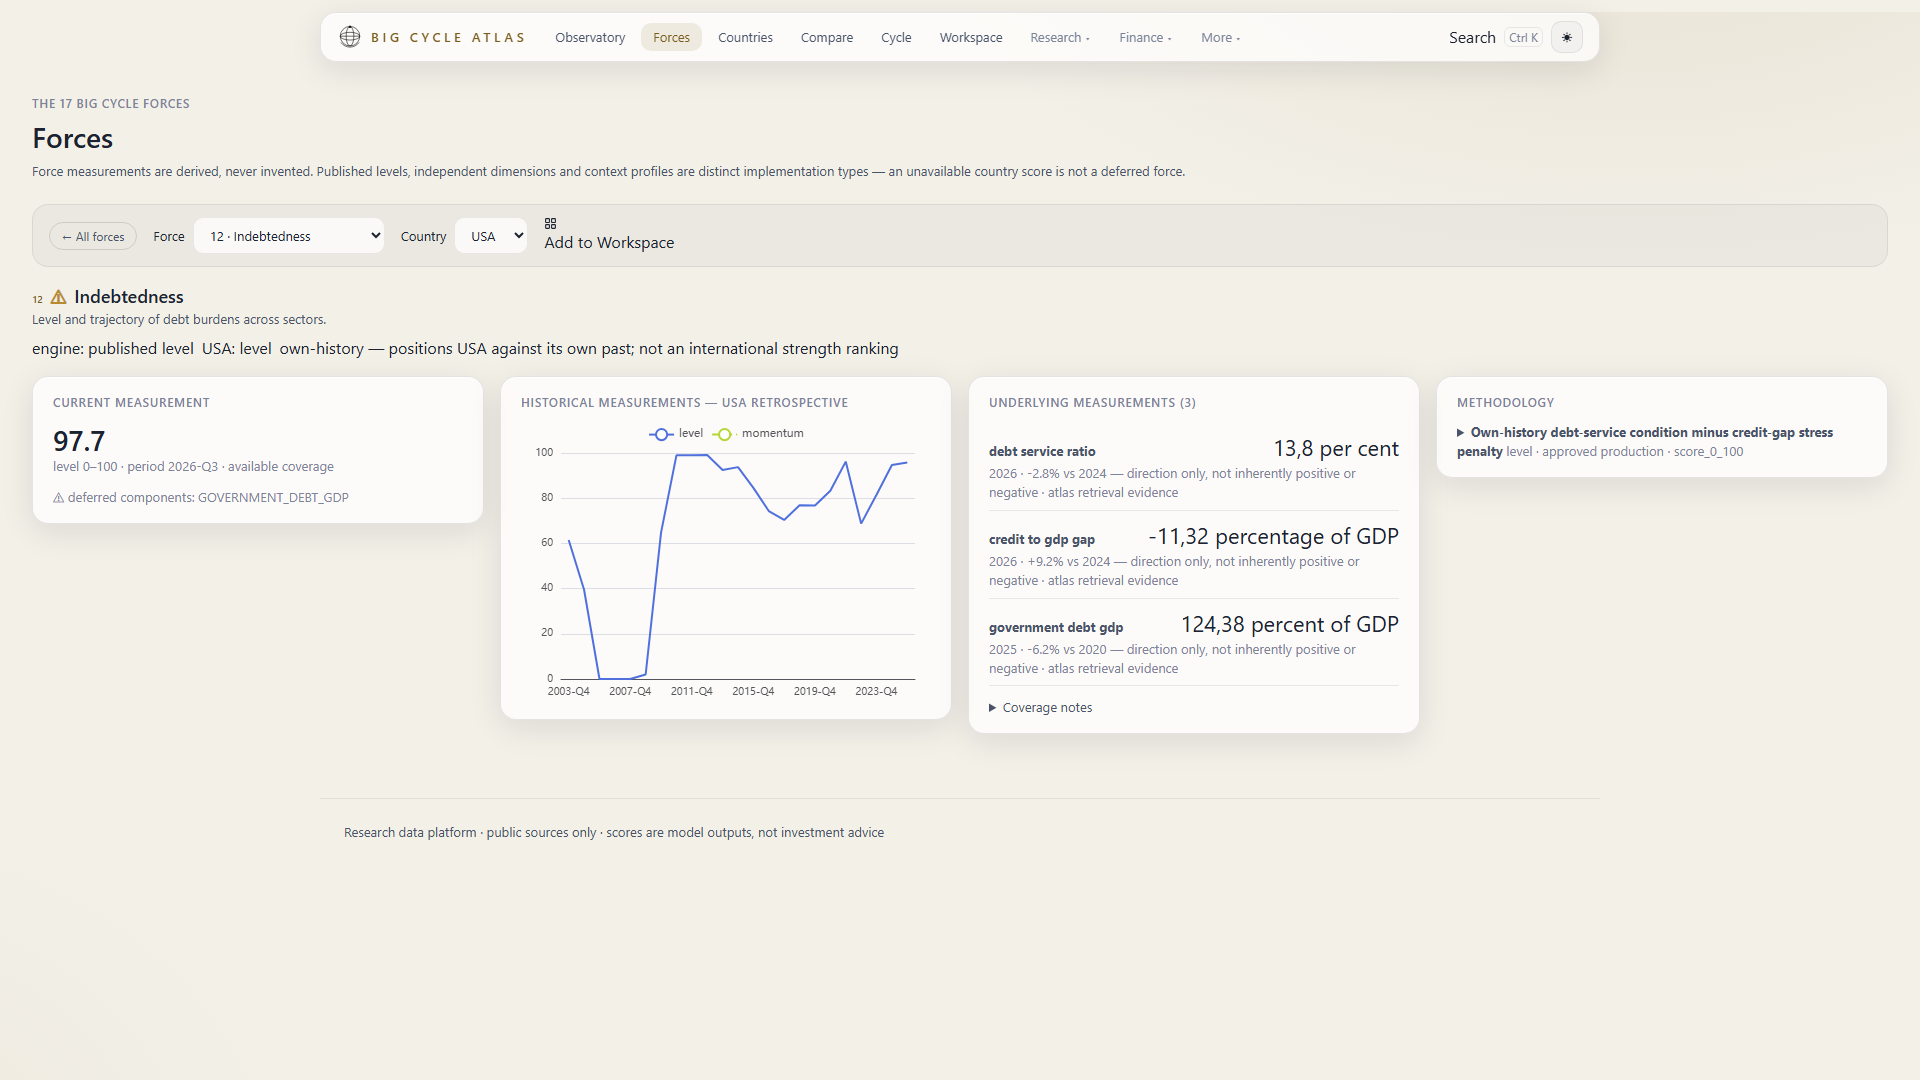 BIG CYCLE ATLAS Observatory Forces Countries Compare Cycle Workspace Research Finance More Search Ctrl K
THE 17 BIG CYCLE FORCES
Forces
Force measurements are derived, never invented. Published levels, independent dimensions and context profiles are distinct implementation types — an unavailable country score is not a deferred force.
← All forces Force 12 · Indebtedness Country USA Add to Workspace
12 ⚠ Indebtedness
Level and trajectory of debt burdens across sectors.
engine: published level USA: level own-history — positions USA against its own past; not an international strength ranking
CURRENT MEASUREMENT
97.7
level 0–100 · period 2026-Q3 · available coverage
⚠ deferred components: GOVERNMENT_DEBT_GDP
HISTORICAL MEASUREMENTS — USA RETROSPECTIVE
level momentum
100
80
60
40
20
0
2003-Q4 2007-Q4 2011-Q4 2015-Q4 2019-Q4 2023-Q4
UNDERLYING MEASUREMENTS (3)
debt service ratio 13,8 per cent
2026 · -2.8% vs 2024 — direction only, not inherently positive or
negative · atlas retrieval evidence
credit to gdp gap -11,32 percentage of GDP
2026 · +9.2% vs 2024 — direction only, not inherently positive or
negative · atlas retrieval evidence
government debt gdp 124,38 percent of GDP
2025 · -6.2% vs 2020 — direction only, not inherently positive or
negative · atlas retrieval evidence
▶ Coverage notes
METHODOLOGY
▶ Own-history debt-service condition minus credit-gap stress
penalty level · approved production · score_0_100
Research data platform · public sources only · scores are model outputs, not investment advice